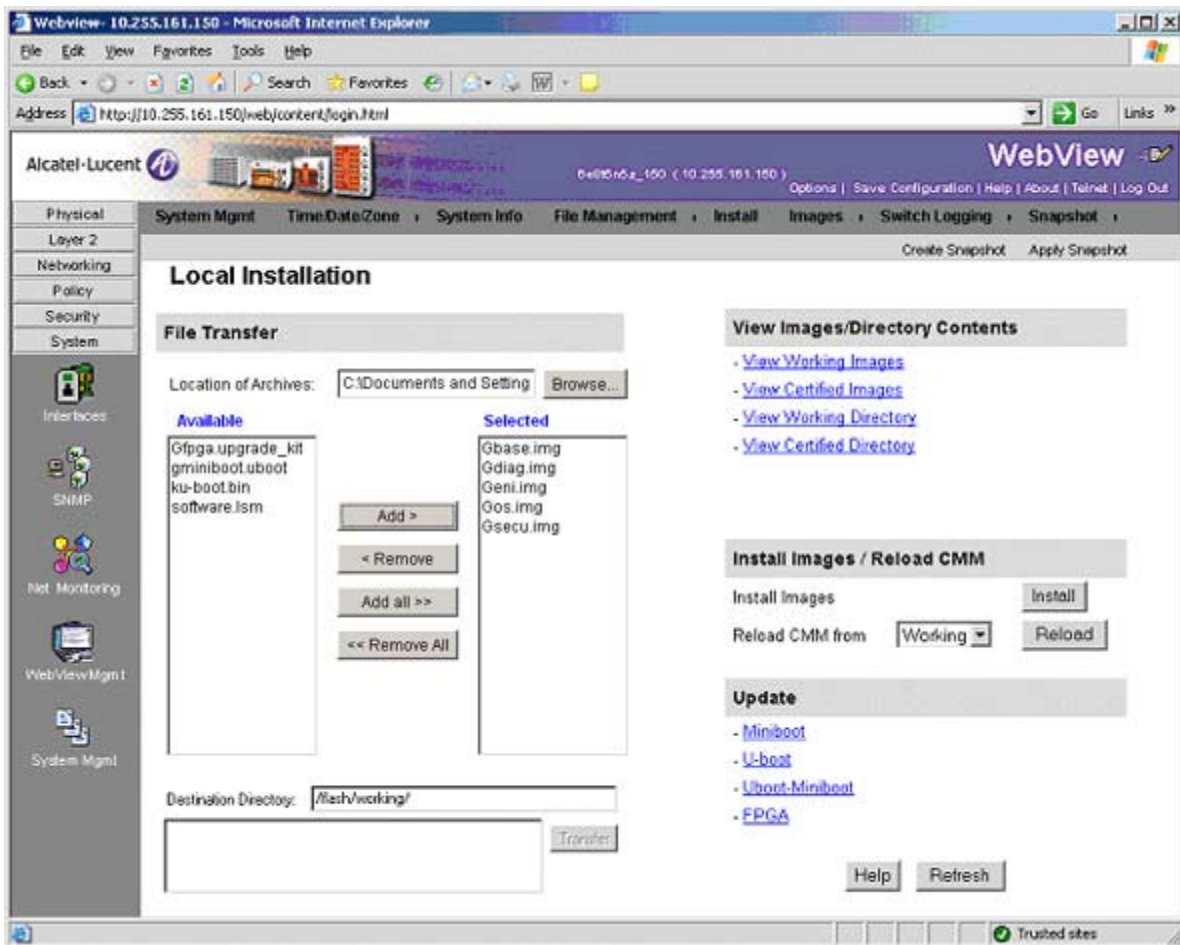 Webview- 10.255.161.150 - Microsoft Internet Explorer
File Edit View Favorites Tools Help
Back Search Favorites
Address http://10.255.161.150/web/content/login.html Go Links »
Alcatel-Lucent
WebView
(10.255.161.150)
Options | Save Configuration | Help | About | Telnet | Log Out
Physical
Layer 2
Networking
Policy
Security
System
System Mgmt Time/Date/Zone System Info File Management Install Images Switch Logging Snapshot
Create Snapshot Apply Snapshot
Interfaces
SNMP
Net Monitoring
WebViewMgmt
System Mgmt
Local Installation
File Transfer
Location of Archives: C:\Documents and Setting Browse...
Available Selected
Gfpga.upgrade_kit
gminiboot.uboot
ku-boot.bin
software.lsm
Add >
< Remove
Add all >>
<< Remove All
Gbase.img
Gdiag.img
Geni.img
Gos.img
Gsecu.img
Destination Directory: /flash/working/
Transfer
View Images/Directory Contents
- View Working Images
- View Certified Images
- View Working Directory
- View Certified Directory
Install Images / Reload CMM
Install Images Install
Reload CMM from Working Reload
Update
- Miniboot
- U-boot
- Uboot-Miniboot
- FPGA
Help Refresh
Trusted sites